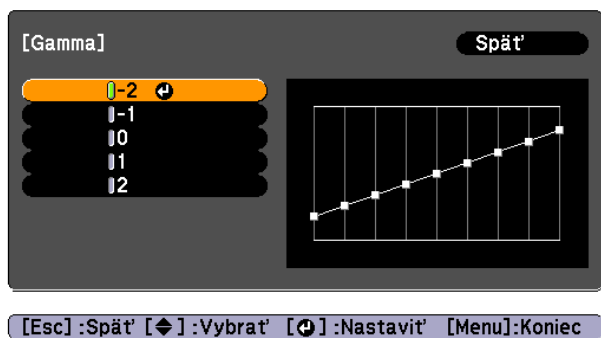 [Gamma] Späť
-2
-1
0
1
2
[Esc] :Späť [◆] :Vybrať [↵] :Nastaviť [Menu]:Koniec